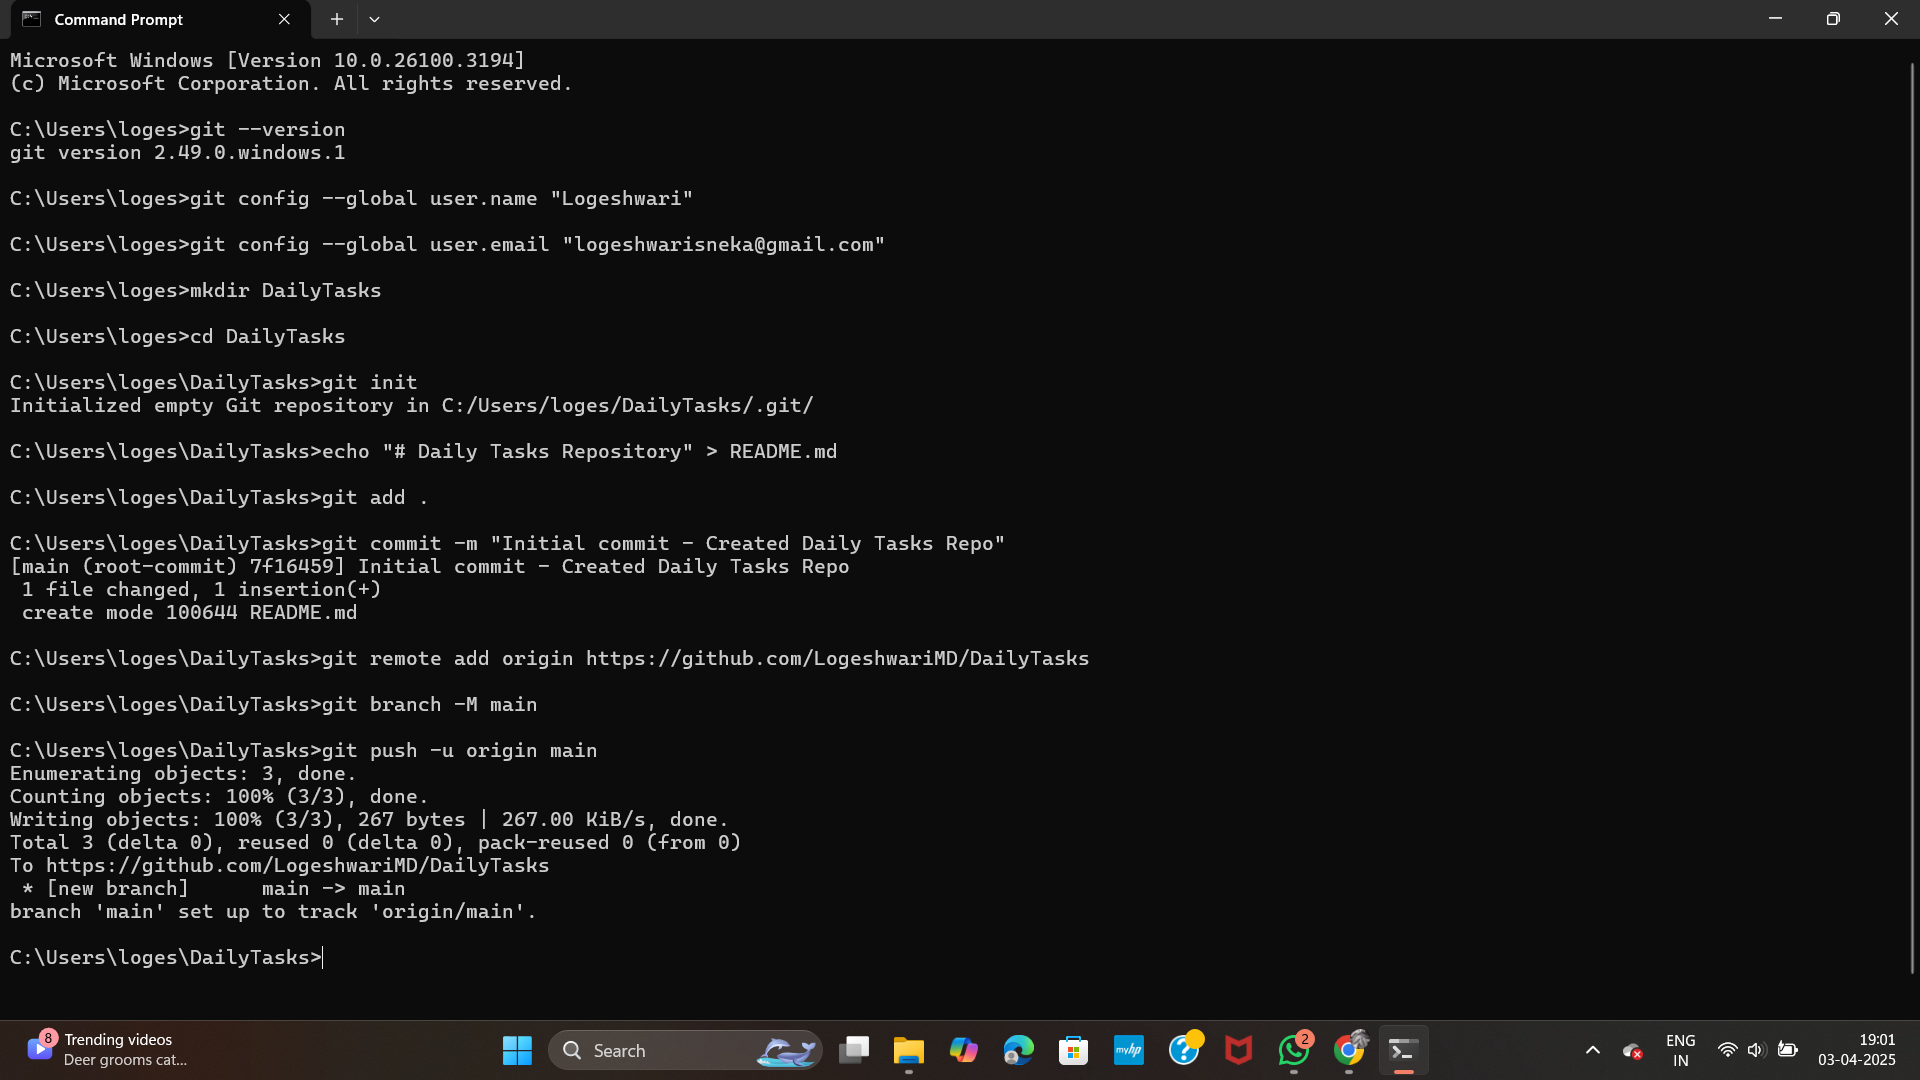 Command Prompt
Microsoft Windows [Version 10.0.26100.3194]
(c) Microsoft Corporation. All rights reserved.
C:\Users\loges>git --version
git version 2.49.0.windows.1
C:\Users\loges>git config --global user.name "Logeshwari"
C:\Users\loges>git config --global user.email "logeshwarisneka@gmail.com"
C:\Users\loges>mkdir DailyTasks
C:\Users\loges>cd DailyTasks
C:\Users\loges\DailyTasks>git init
Initialized empty Git repository in C:/Users/loges/DailyTasks/.git/
C:\Users\loges\DailyTasks>echo "# Daily Tasks Repository" > README.md
C:\Users\loges\DailyTasks>git add .
C:\Users\loges\DailyTasks>git commit -m "Initial commit - Created Daily Tasks Repo"
[main (root-commit) 7f16459] Initial commit - Created Daily Tasks Repo
 1 file changed, 1 insertion(+)
 create mode 100644 README.md
C:\Users\loges\DailyTasks>git remote add origin https://github.com/LogeshwariMD/DailyTasks
C:\Users\loges\DailyTasks>git branch -M main
C:\Users\loges\DailyTasks>git push -u origin main
Enumerating objects: 3, done.
Counting objects: 100% (3/3), done.
Writing objects: 100% (3/3), 267 bytes | 267.00 KiB/s, done.
Total 3 (delta 0), reused 0 (delta 0), pack-reused 0 (from 0)
To https://github.com/LogeshwariMD/DailyTasks
 * [new branch]      main -> main
branch 'main' set up to track 'origin/main'.
C:\Users\loges\DailyTasks>
8
Trending videos
Deer grooms cat...
Search
myhp
2
ENG
IN
19:01
03-04-2025